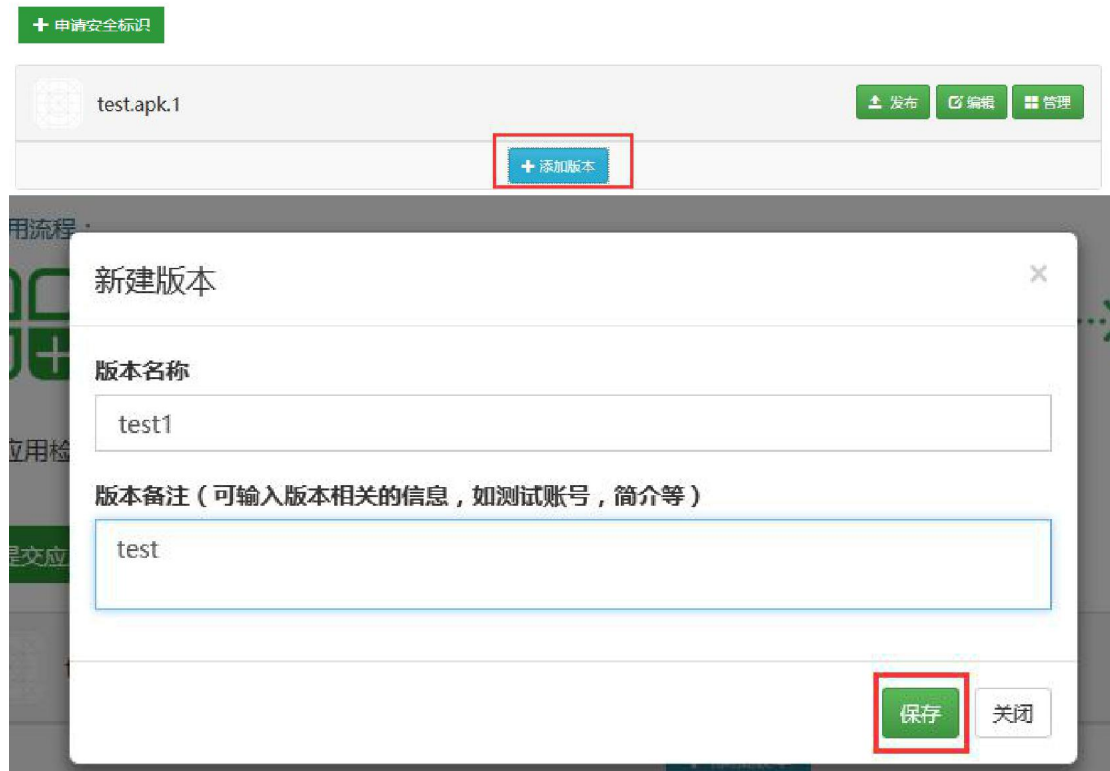 申请安全标识
test.apk.1
发布 编辑 管理
添加版本
用流程：
新建版本
×
版本名称
test1
应用检
版本备注（可输入版本相关的信息，如测试账号，简介等）
提交应
test
保存 关闭